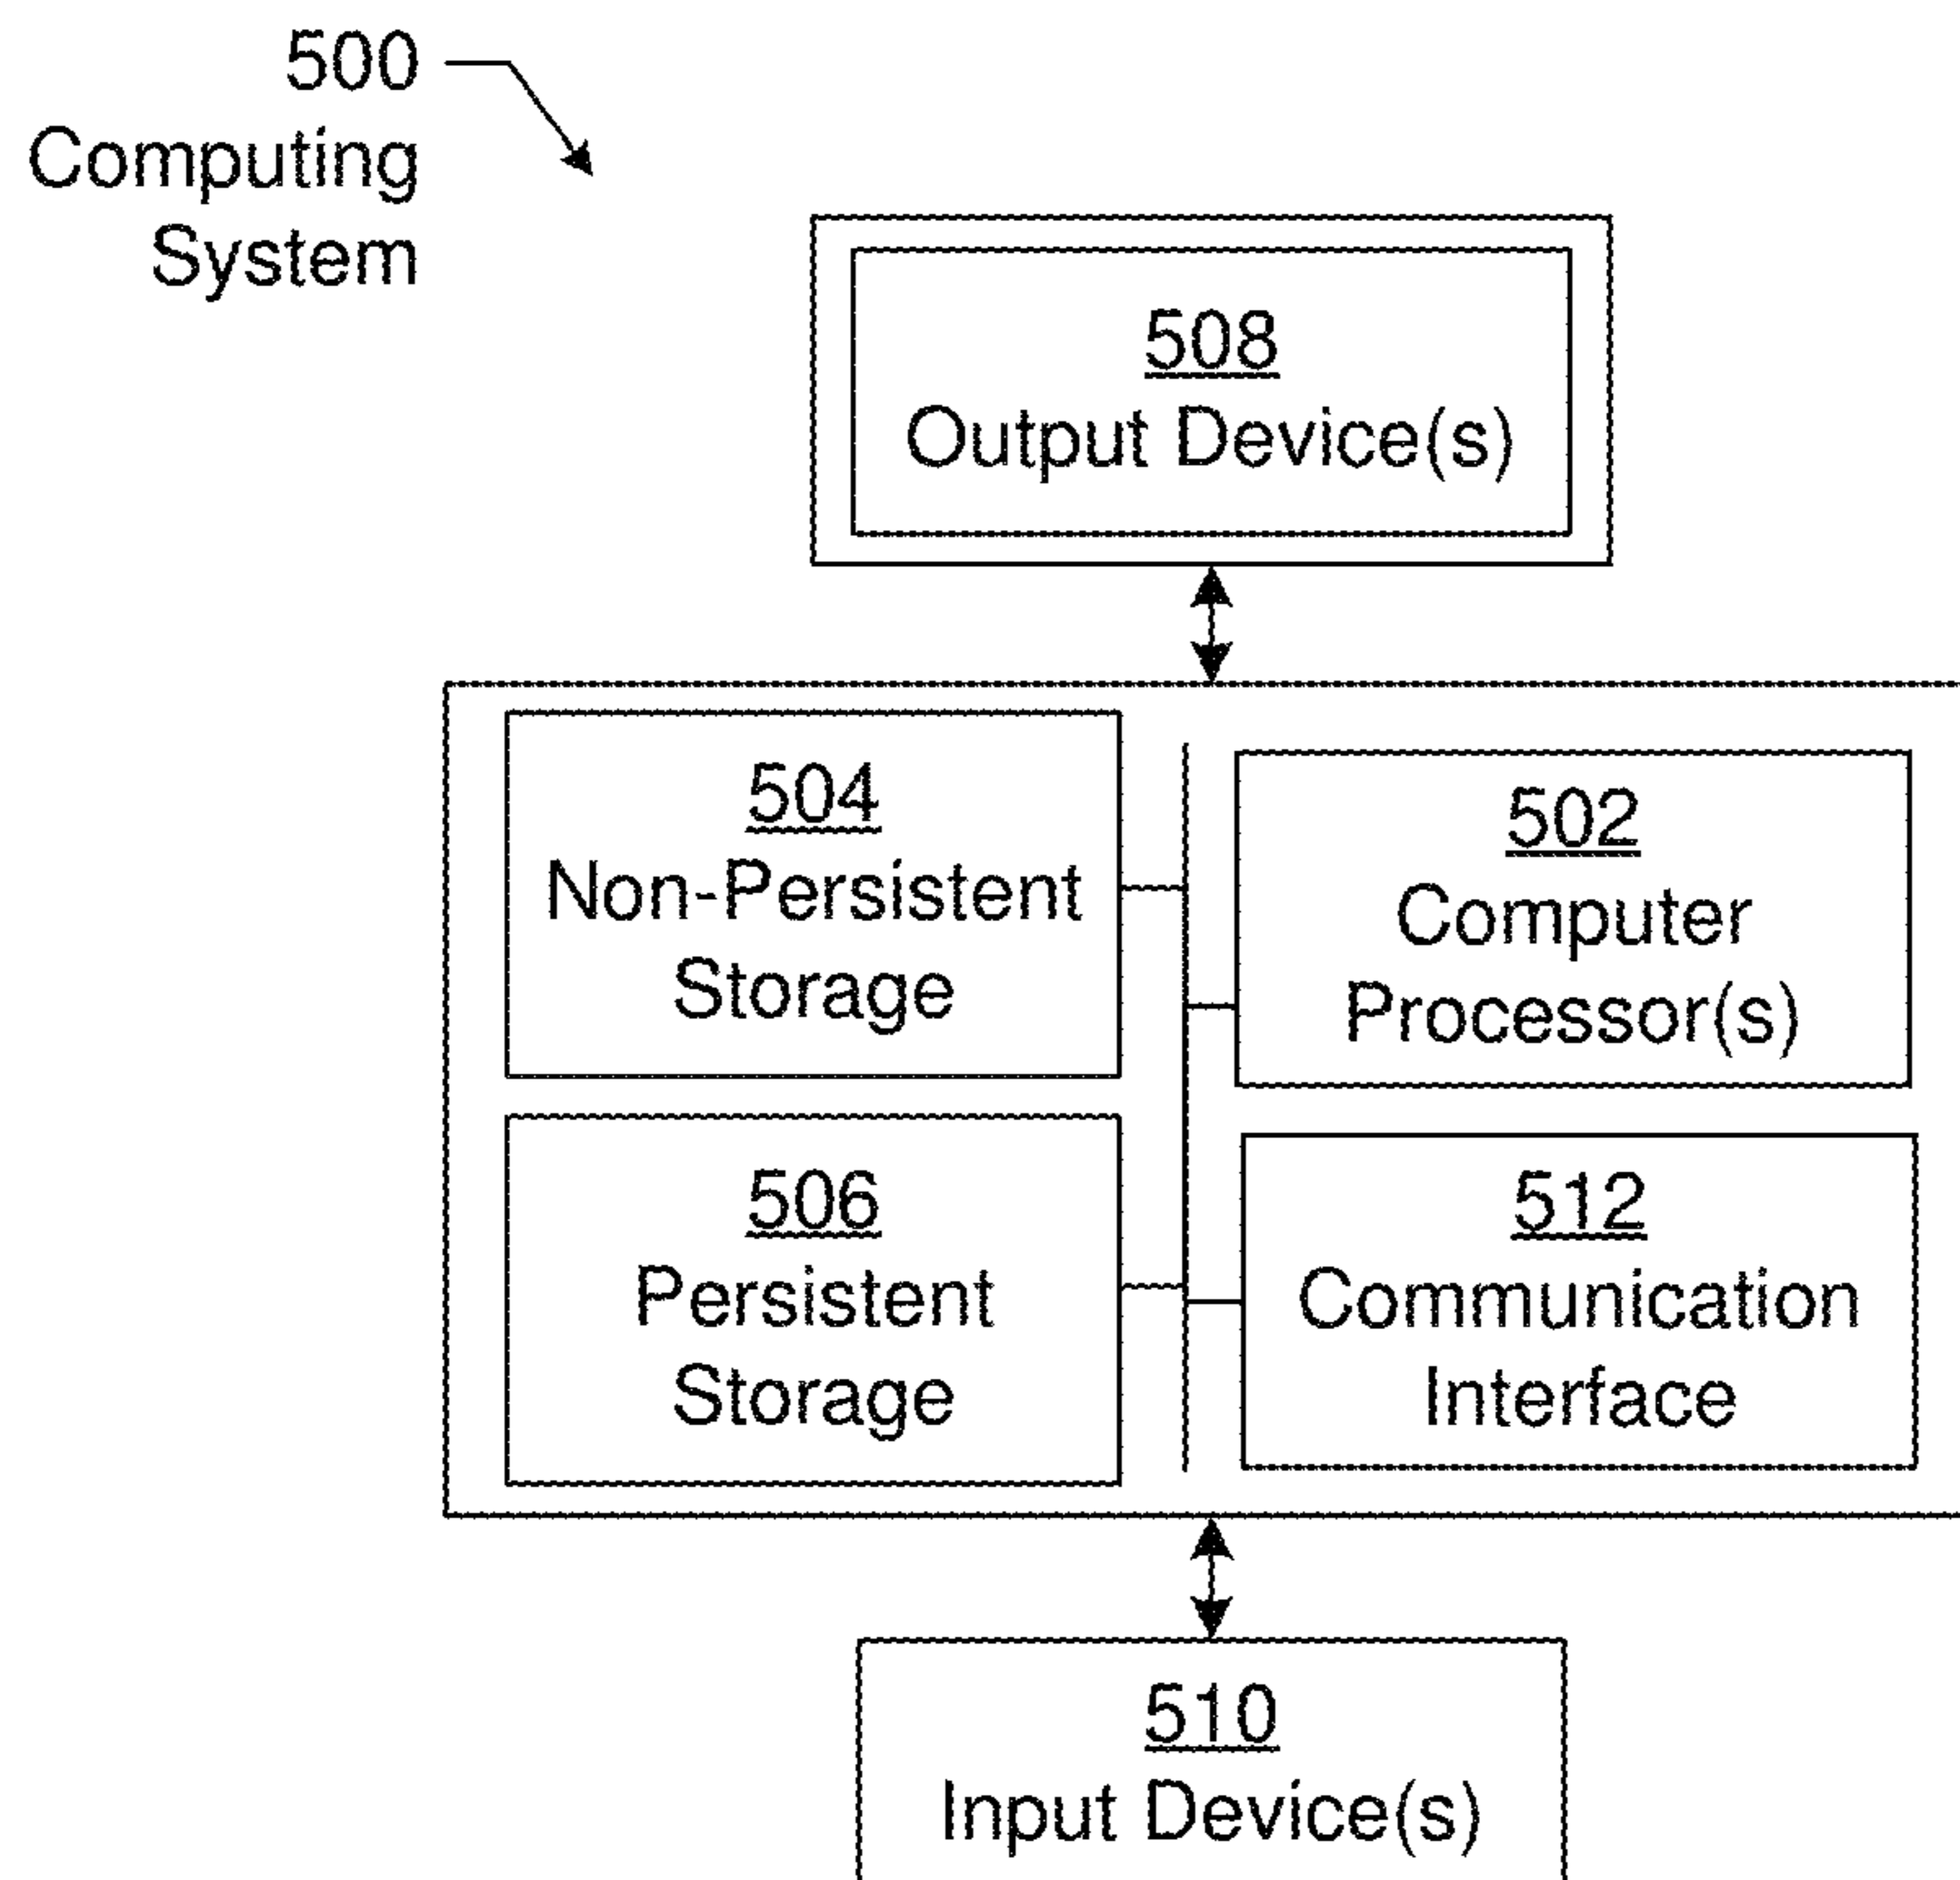 500
Computing
System
508
Output Device(s)
504
Non-Persistent
Storage
502
Computer
Processor(s)
506
Persistent
Storage
512
Communication
Interface
510
Input Device(s)